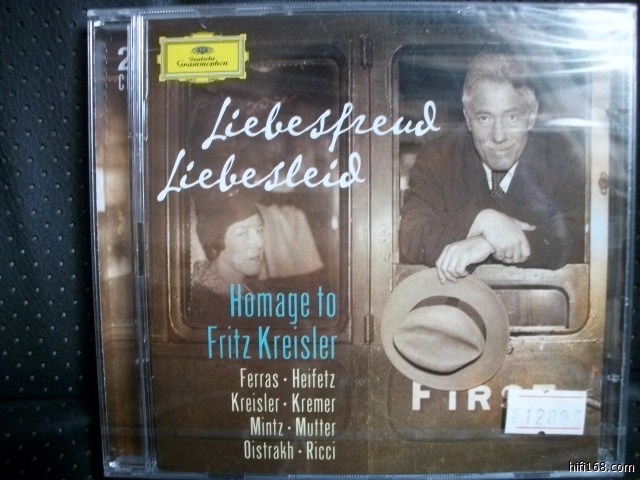 2
C
Deutsche
Grammophon
Liebesfreud
Liebesleid
Homage to
Fritz Kreisler
Ferras · Heifetz
Kreisler · Kremer
Mintz · Mutter
Oistrakh · Ricci
FIRST
hifi168.com